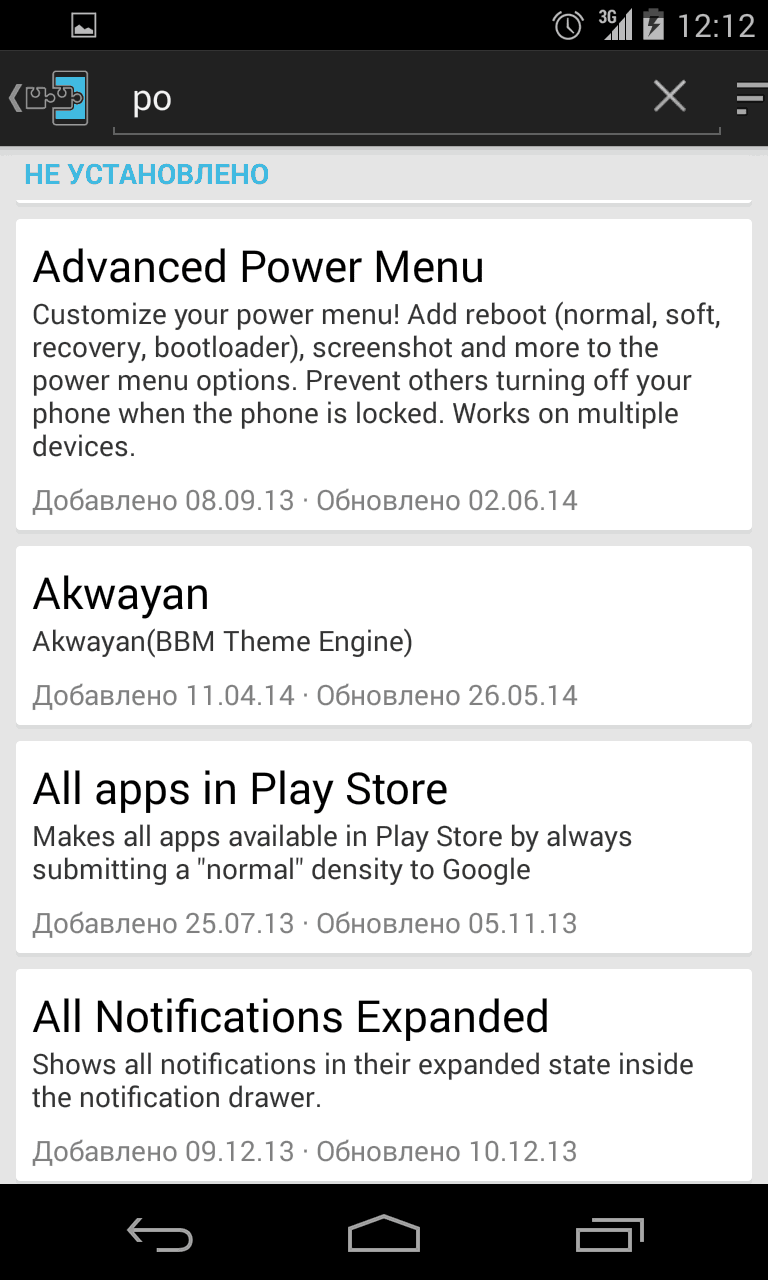 3G 12:12
po
НЕ УСТАНОВЛЕНО
Advanced Power Menu
Customize your power menu! Add reboot (normal, soft,
recovery, bootloader), screenshot and more to the
power menu options. Prevent others turning off your
phone when the phone is locked. Works on multiple
devices.
Добавлено 08.09.13 · Обновлено 02.06.14
Akwayan
Akwayan(BBM Theme Engine)
Добавлено 11.04.14 · Обновлено 26.05.14
All apps in Play Store
Makes all apps available in Play Store by always
submitting a "normal" density to Google
Добавлено 25.07.13 · Обновлено 05.11.13
All Notifications Expanded
Shows all notifications in their expanded state inside
the notification drawer.
Добавлено 09.12.13 · Обновлено 10.12.13